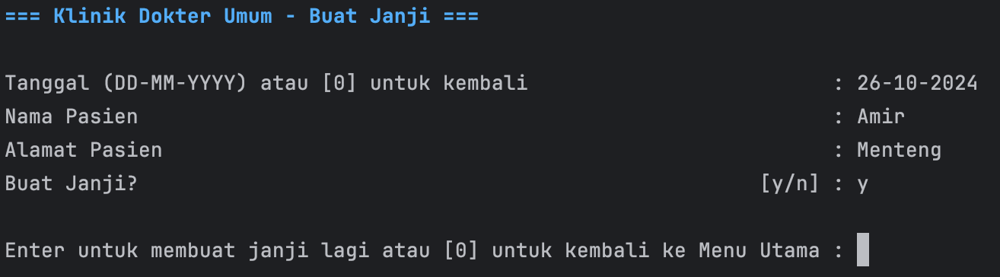 === Klinik Dokter Umum - Buat Janji ===
Tanggal (DD-MM-YYYY) atau [0] untuk kembali : 26-10-2024
Nama Pasien : Amir
Alamat Pasien : Menteng
Buat Janji? [y/n] : y
Enter untuk membuat janji lagi atau [0] untuk kembali ke Menu Utama :